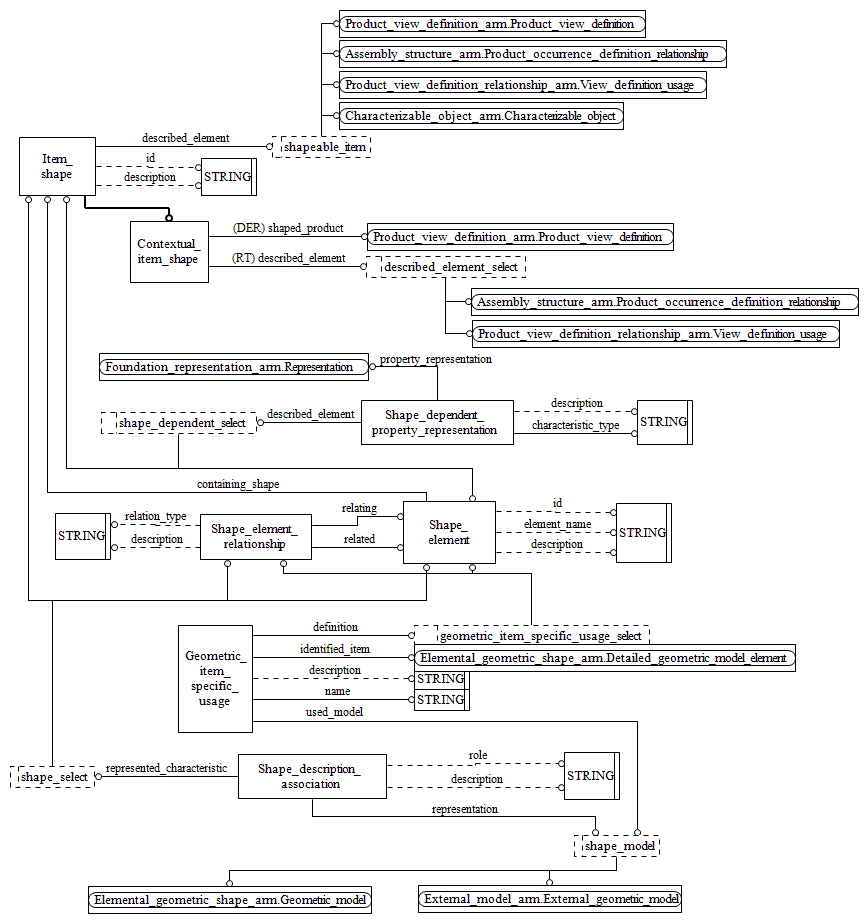 Product_view_definition_arm.Product_view_definition
Assembly_structure_arm.Product_occurrence_definition_relationship
Product_view_definition_relationship_arm.View_definition_usage
Characterizable_object_arm.Characterizable_object
described_element
shapeable_item
Item_
shape
id
description
STRING
Contextual_
item_shape
(DER) shaped_product
Product_view_definition_arm.Product_view_definition
(RT) described_element
described_element_select
Assembly_structure_arm.Product_occurrence_definition_relationship
Product_view_definition_relationship_arm.View_definition_usage
property_representation
Foundation_representation_arm.Representation
shape_dependent_select
described_element
Shape_dependent_
property_representation
description
characteristic_type
STRING
containing_shape
STRING
relation_type
description
Shape_element_
relationship
relating
related
Shape_
element
id
element_name
description
STRING
Geometric_
item_
specific_
usage
definition
geometric_item_specific_usage_select
identified_item
Elemental_geometric_shape_arm.Detailed_geometric_model_element
description
STRING
name
STRING
used_model
shape_select
represented_characteristic
Shape_description_
association
role
description
STRING
representation
shape_model
Elemental_geometric_shape_arm.Geometric_model
External_model_arm.External_geometric_model